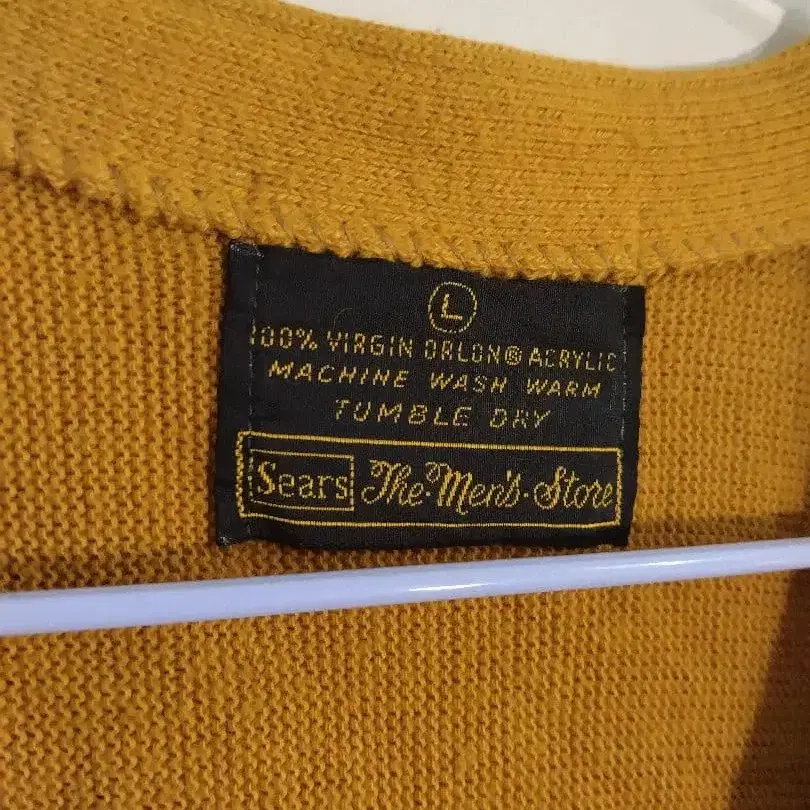 L
100% VIRGIN ORLON® ACRYLIC
MACHINE WASH WARM
TUMBLE DRY
Sears The·Men's·Store